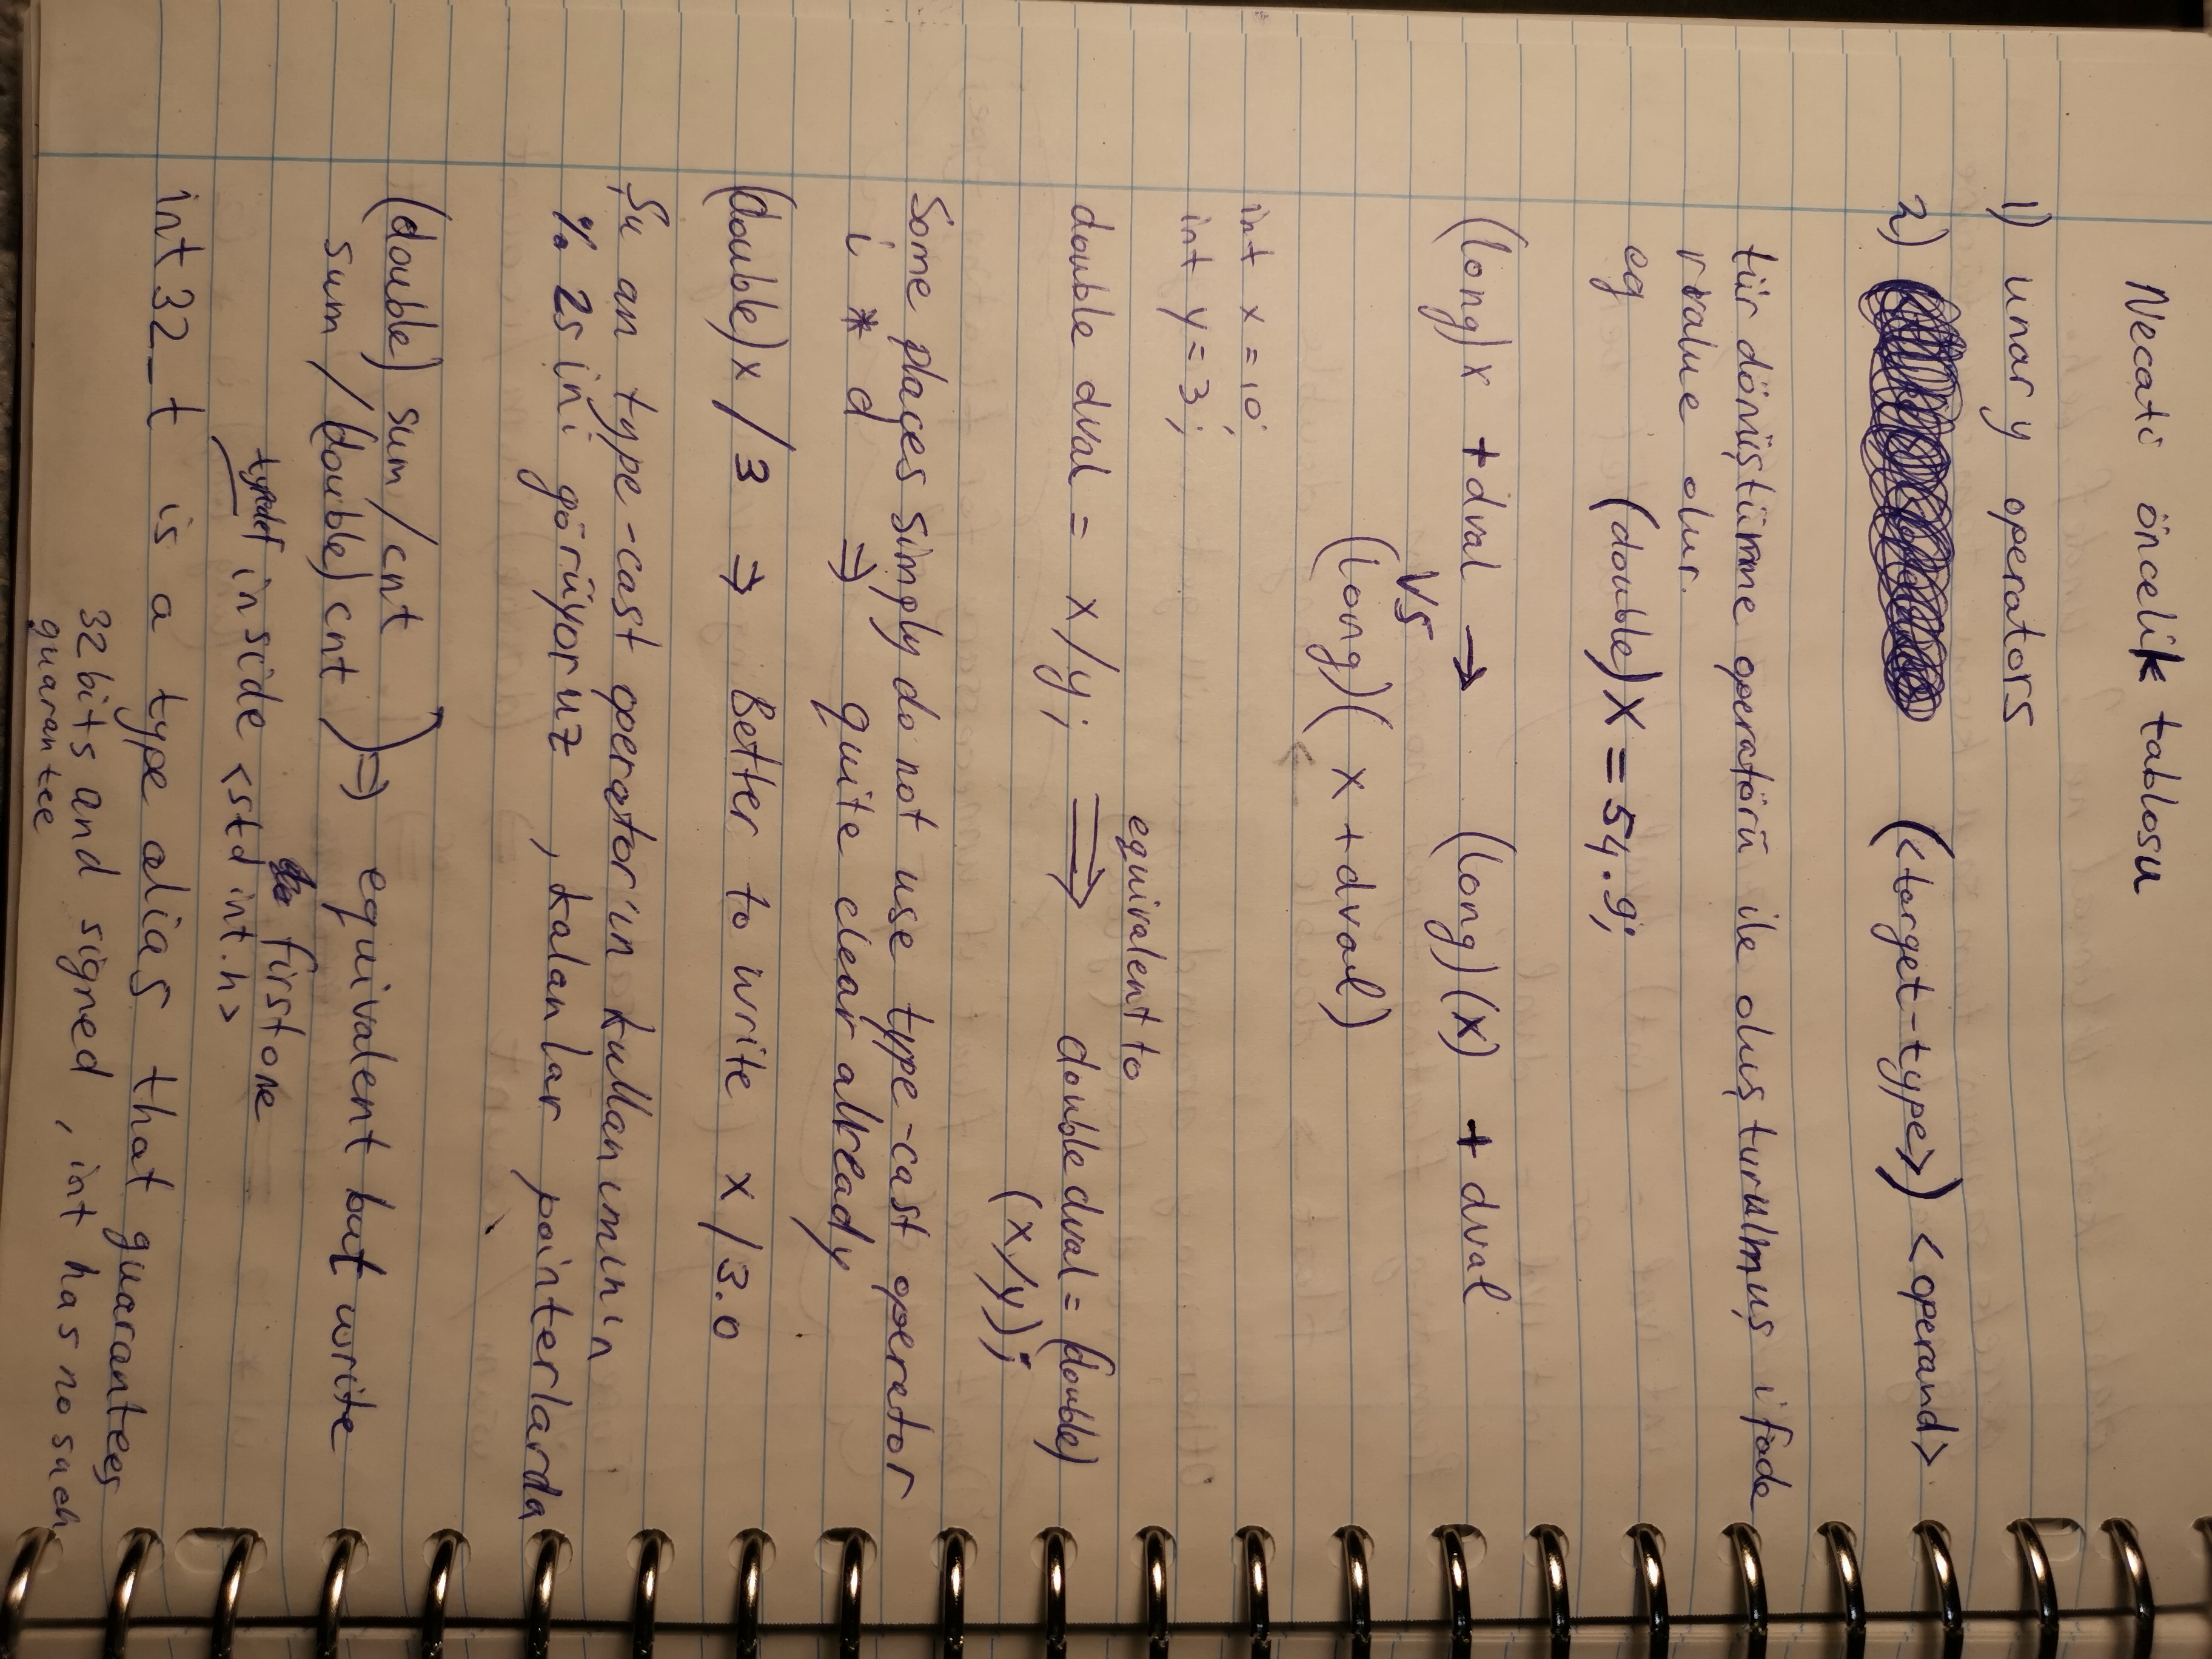 Necati öncelik tablosu
1) unary operators
2) (<target-type>) <operand>
tür dönüştürme operatörü ile oluşturulmuş ifade
rvalue olur.
eg (double)X = 54.9;
(long)x + dval → (long)(x) + dval
VS
(long)( x + dval)
int x = 10;
int y = 3;
equivalent to
double dval = x/y; ⇒ double dval = (double)
(x/y);
Some places simply do not use type-cast operator
i * d ⇒ quite clear already
(double)x / 3 ⇒ Better to write x / 3.0
Şu an type-cast operator'ın kullanımının
% 25ini görüyoruz , kalanlar pointerlarda
(double) sum / cnt
sum / (double) cnt ) ⇒ equivalent but write
first one
typedef inside <stdint.h>
int32_t is a type alias that guarantees
32 bits and signed , int has no such
guarantee